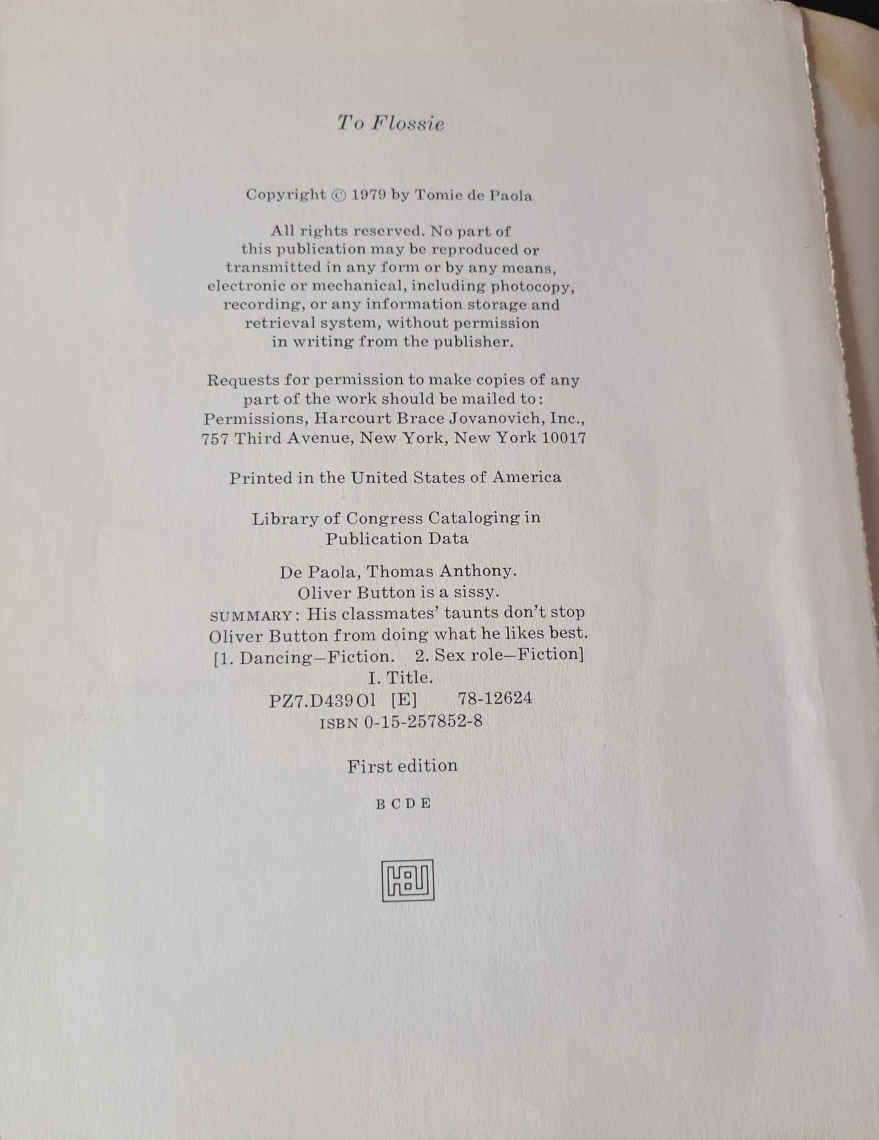 To Flossie
Copyright © 1979 by Tomie de Paola
All rights reserved. No part of
this publication may be reproduced or
transmitted in any form or by any means,
electronic or mechanical, including photocopy,
recording, or any information storage and
retrieval system, without permission
in writing from the publisher.
Requests for permission to make copies of any
part of the work should be mailed to:
Permissions, Harcourt Brace Jovanovich, Inc.,
757 Third Avenue, New York, New York 10017
Printed in the United States of America
Library of Congress Cataloging in
Publication Data
De Paola, Thomas Anthony.
Oliver Button is a sissy.
SUMMARY: His classmates' taunts don't stop
Oliver Button from doing what he likes best.
[1. Dancing—Fiction. 2. Sex role—Fiction]
I. Title.
PZ7.D439Ol [E] 78-12624
ISBN 0-15-257852-8
First edition
B C D E
HBJ